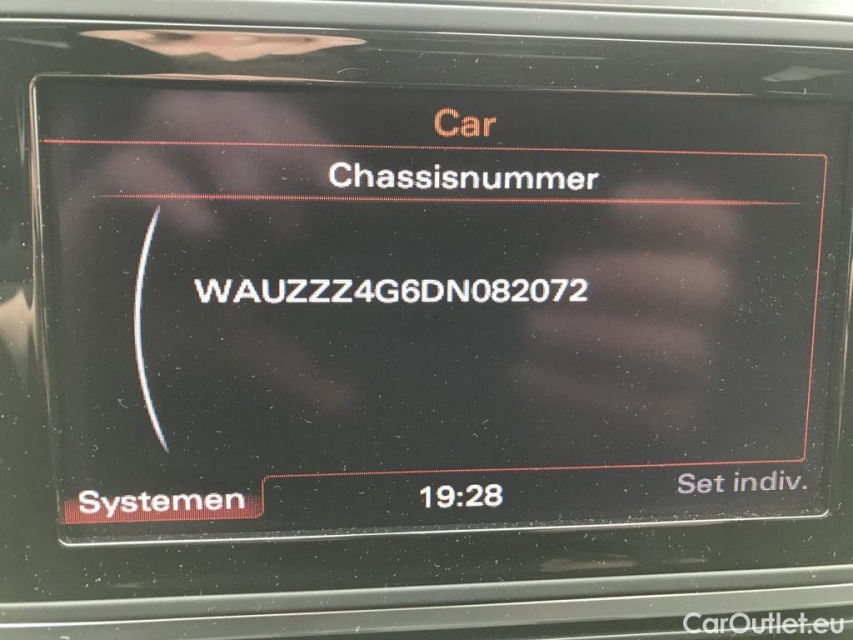 Car
Chassisnummer
WAUZZZ4G6DN082072
Systemen
19:28
Set indiv.
CarOutlet.eu